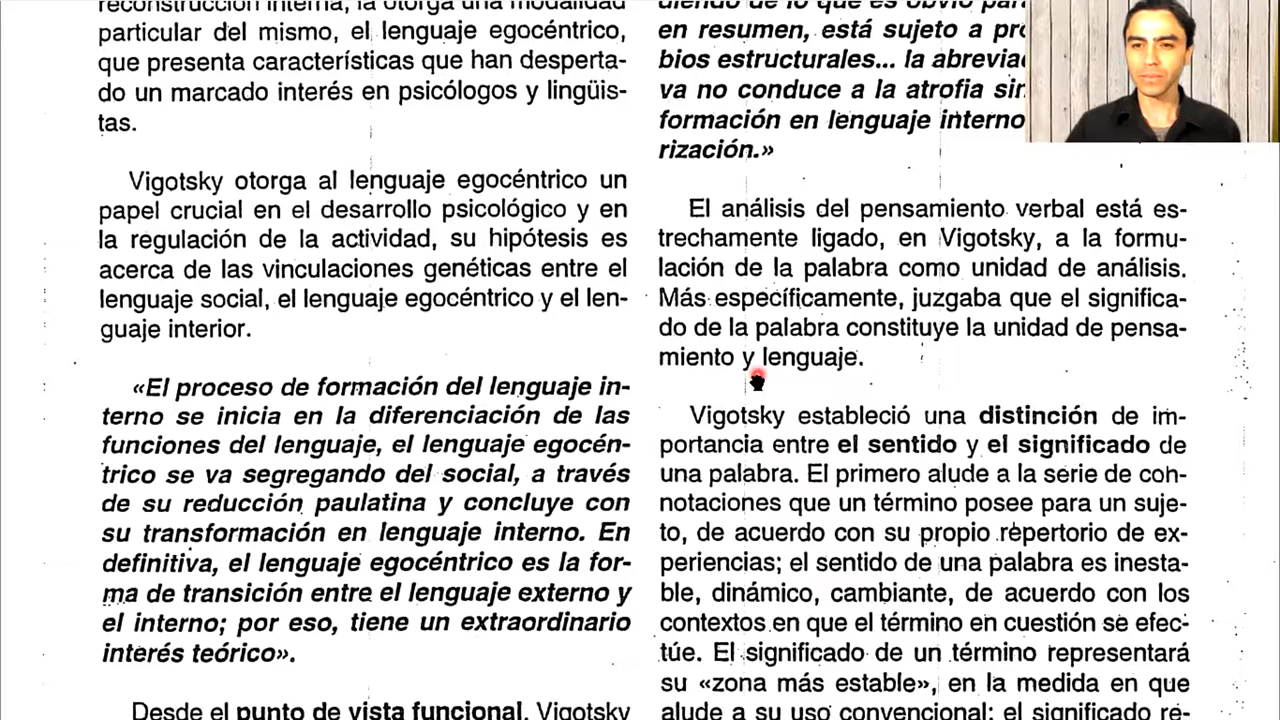 reconstrucción interna, la otorga una modalidad
particular del mismo, el lenguaje egocéntrico,
que presenta características que han desperta-
do un marcado interés en psicólogos y lingüis-
tas.
Vigotsky otorga al lenguaje egocéntrico un
papel crucial en el desarrollo psicológico y en
la regulación de la actividad, su hipótesis es
acerca de las vinculaciones genéticas entre el
lenguaje social, el lenguaje egocéntrico y el len-
guaje interior.
«El proceso de formación del lenguaje in-
terno se inicia en la diferenciación de las
funciones del lenguaje, el lenguaje egocén-
trico se va segregando del social, a través
de su reducción paulatina y concluye con
su transformación en lenguaje interno. En
definitiva, el lenguaje egocéntrico es la for-
ma de transición entre el lenguaje externo y
el interno; por eso, tiene un extraordinario
interés teórico».
Desde el punto de vista funcional, Vigotsky
diendo de lo que es obvio
en resumen, está sujeto a
bios estructurales... la
va no conduce a la atrofia
formación en lenguaje interno
rización.»
El análisis del pensamiento verbal está es-
trechamente ligado, en Vigotsky, a la formu-
lación de la palabra como unidad de análisis.
Más específicamente, juzgaba que el significa-
do de la palabra constituye la unidad de pensa-
miento y lenguaje.
Vigotsky estableció una distinción de im-
portancia entre el sentido y el significado de
una palabra. El primero alude a la serie de con-
notaciones que un término posee para un suje-
to, de acuerdo con su propio repertorio de ex-
periencias; el sentido de una palabra es inesta-
ble, dinámico, cambiante, de acuerdo con los
contextos en que el término en cuestión se efec-
túe. El significado de un término representará
su «zona más estable», en la medida en que
alude a su uso convencional; el significado re-